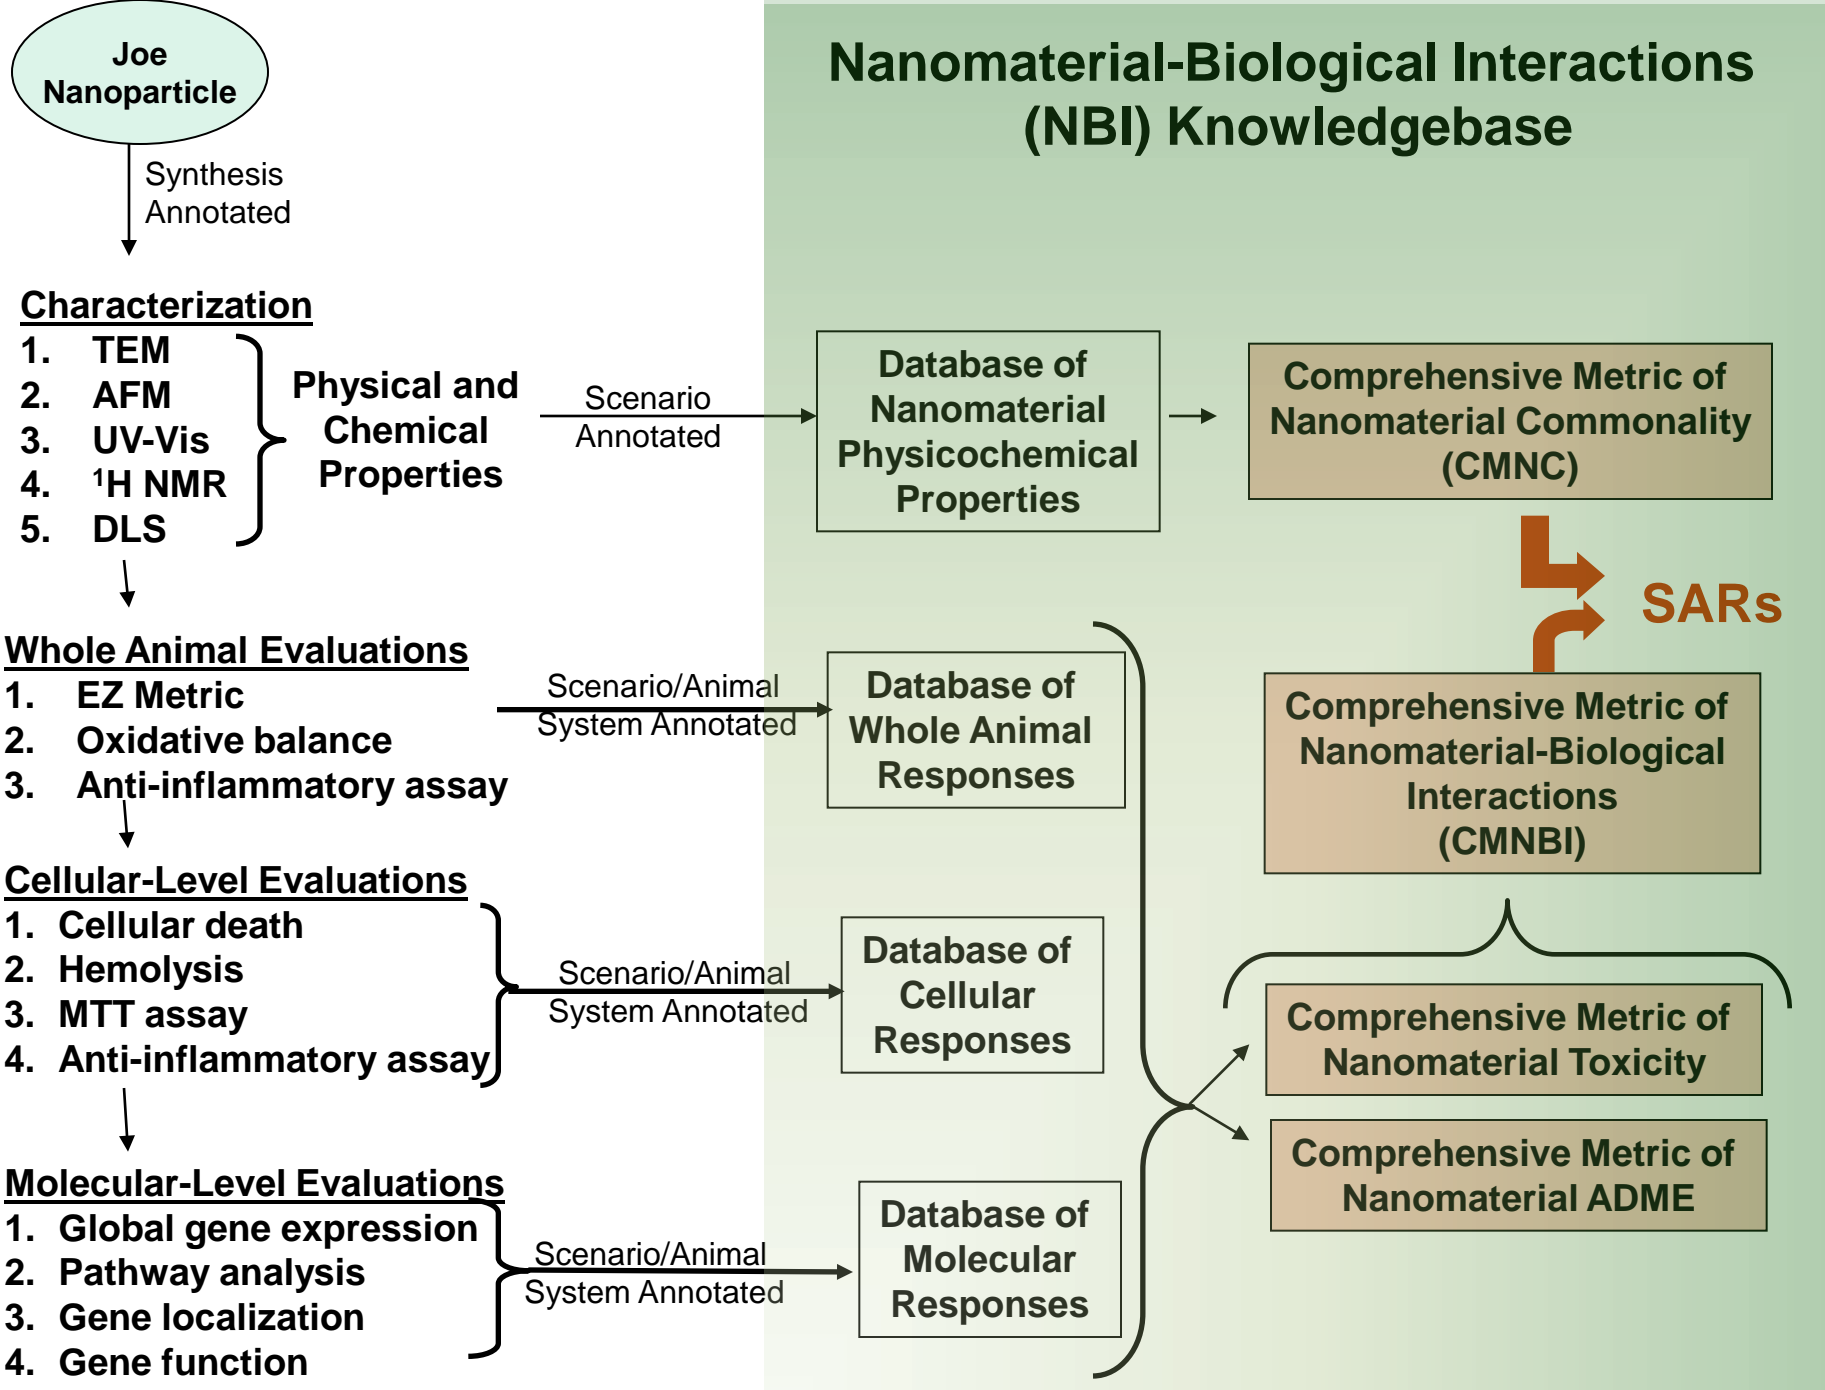 Joe
Nanoparticle
Synthesis
Annotated
Nanomaterial-Biological Interactions
(NBI) Knowledgebase
Characterization
1. TEM
2. AFM
3. UV-Vis
4. ¹H NMR
5. DLS
Physical and
Chemical
Properties
Scenario
Annotated
Database of
Nanomaterial
Physicochemical
Properties
Comprehensive Metric of
Nanomaterial Commonality
(CMNC)
SARs
Whole Animal Evaluations
1. EZ Metric
2. Oxidative balance
3. Anti-inflammatory assay
Scenario/Animal
System Annotated
Database of
Whole Animal
Responses
Comprehensive Metric of
Nanomaterial-Biological
Interactions
(CMNBI)
Cellular-Level Evaluations
1. Cellular death
2. Hemolysis
3. MTT assay
4. Anti-inflammatory assay
Scenario/Animal
System Annotated
Database of
Cellular
Responses
Comprehensive Metric of
Nanomaterial Toxicity
Comprehensive Metric of
Nanomaterial ADME
Molecular-Level Evaluations
1. Global gene expression
2. Pathway analysis
3. Gene localization
4. Gene function
Scenario/Animal
System Annotated
Database of
Molecular
Responses